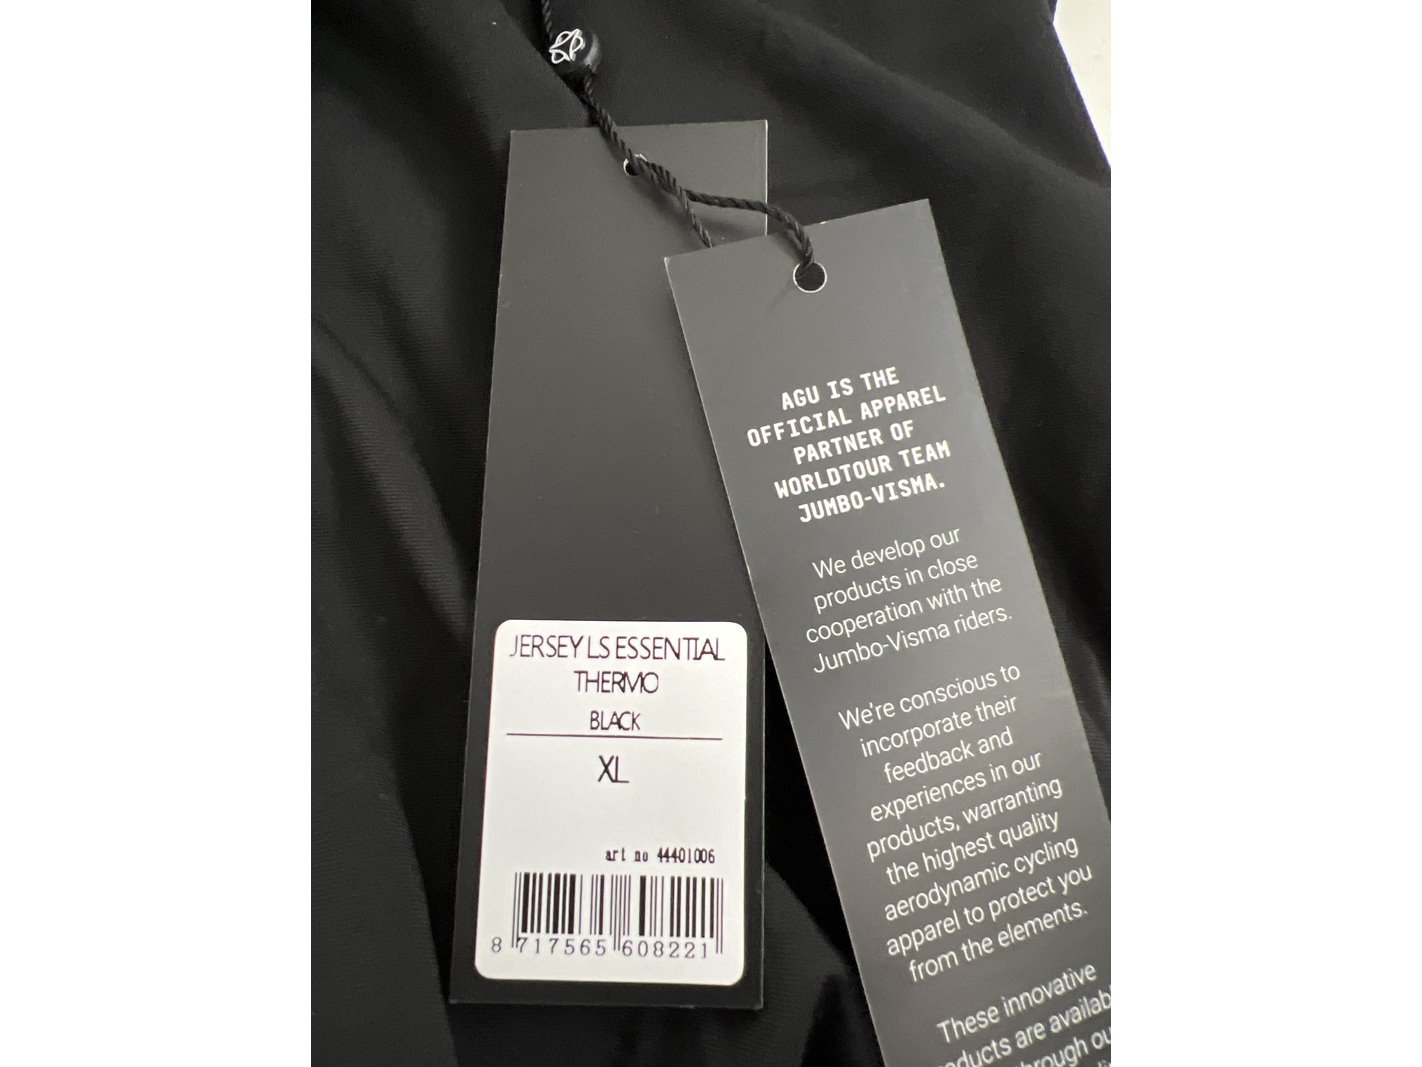 JERSEY LS ESSENTIAL
THERMO
BLACK
XL
art no 44401006
8 717565 608221
AGU IS THE
OFFICIAL APPAREL
PARTNER OF
WORLDTOUR TEAM
JUMBO-VISMA.
We develop our
products in close
cooperation with the
Jumbo-Visma riders.
We're conscious to
incorporate their
feedback and
experiences in our
products, warranting
the highest quality
aerodynamic cycling
apparel to protect you
from the elements.
These innovative
are